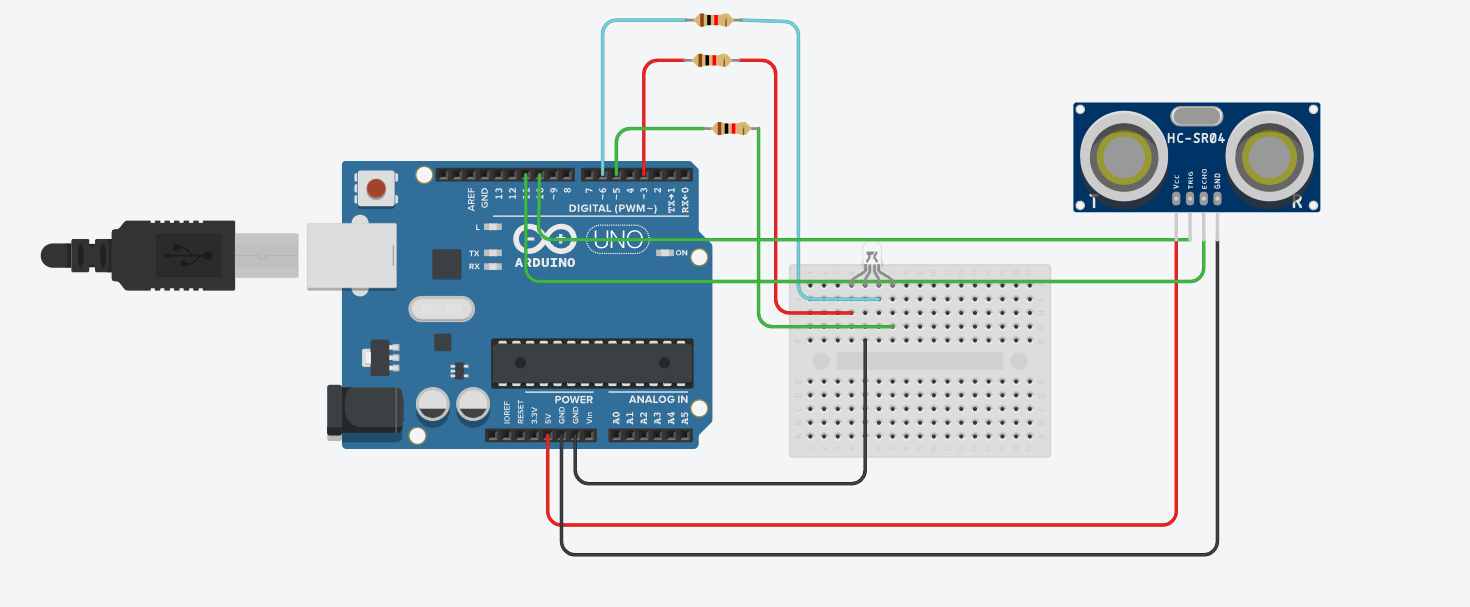 HC-SR04
VCC
TRIG
ECHO
GND
T
R
AREF
GND
13
12
~9
8
7
~6
~5
4
~3
2
TX→1
RX←0
DIGITAL (PWM~)
L
TX
RX
ARDUINO
UNO
ON
POWER
ANALOG IN
IOREF
RESET
3.3V
5V
GND
GND
Vin
A0
A1
A2
A3
A4
A5